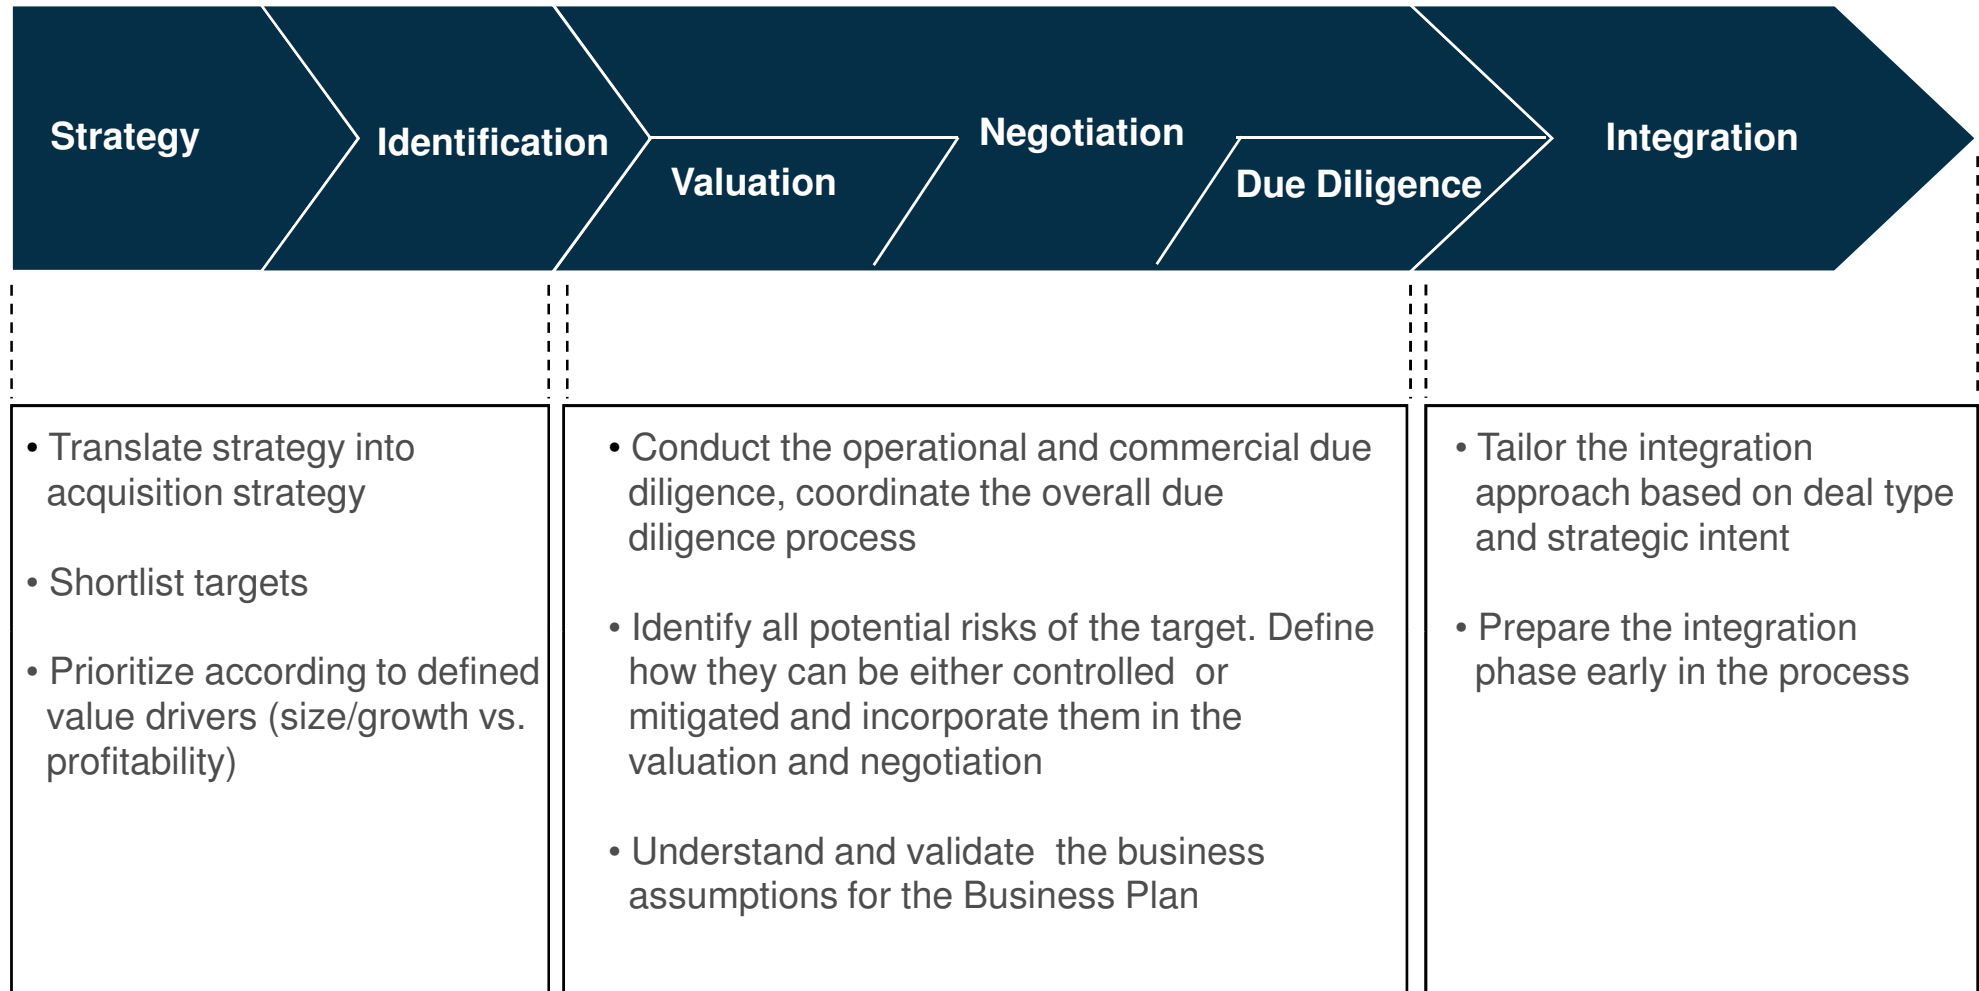 Strategy
Identification
Valuation
Negotiation
Due Diligence
Integration
• Translate strategy into
acquisition strategy
• Shortlist targets
• Prioritize according to defined
value drivers (size/growth vs.
profitability)
• Conduct the operational and commercial due
diligence, coordinate the overall due
diligence process
• Identify all potential risks of the target. Define
how they can be either controlled  or
mitigated and incorporate them in the
valuation and negotiation
• Understand and validate  the business
assumptions for the Business Plan
• Tailor the integration
approach based on deal type
and strategic intent
• Prepare the integration
phase early in the process